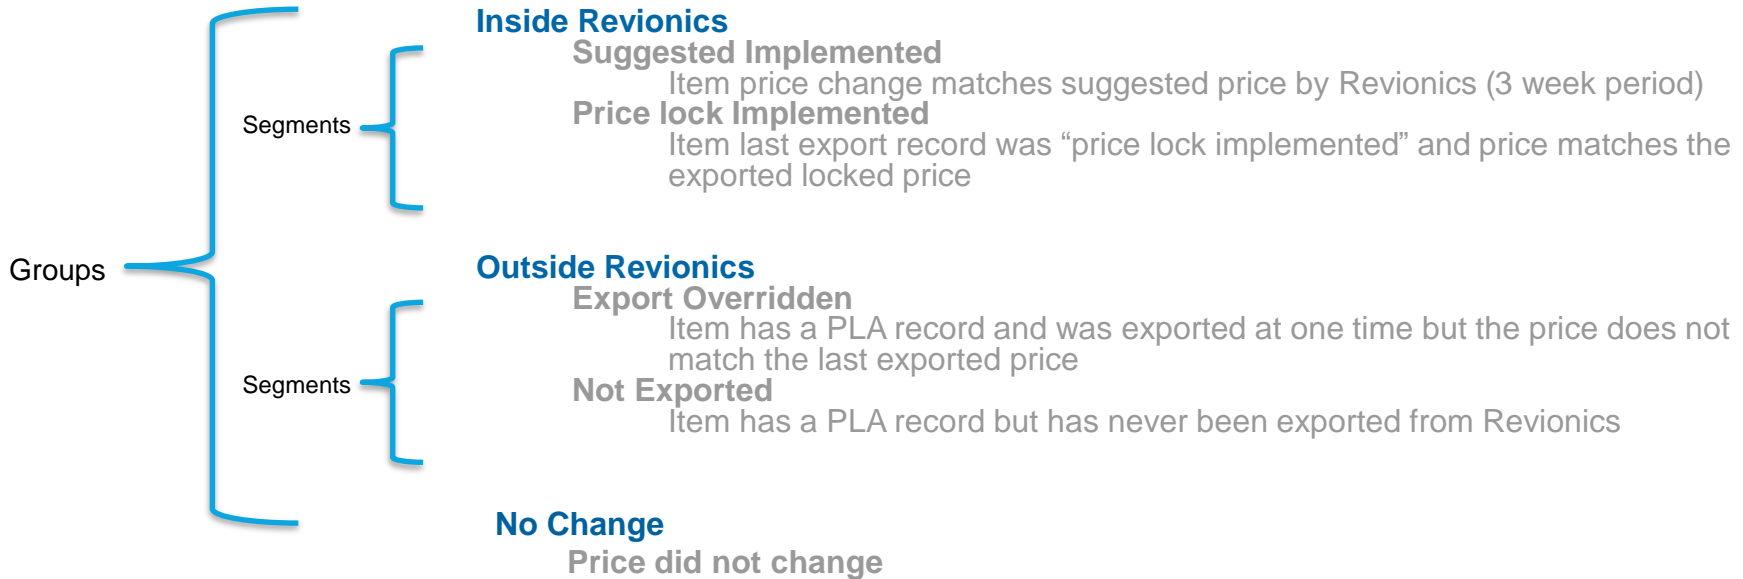 Inside Revionics
Suggested Implemented
Item price change matches suggested price by Revionics (3 week period)
Segments
Price lock Implemented
Item last export record was “price lock implemented” and price matches the
exported locked price
Groups
Outside Revionics
Export Overridden
Item has a PLA record and was exported at one time but the price does not
match the last exported price
Segments
Not Exported
Item has a PLA record but has never been exported from Revionics
No Change
Price did not change